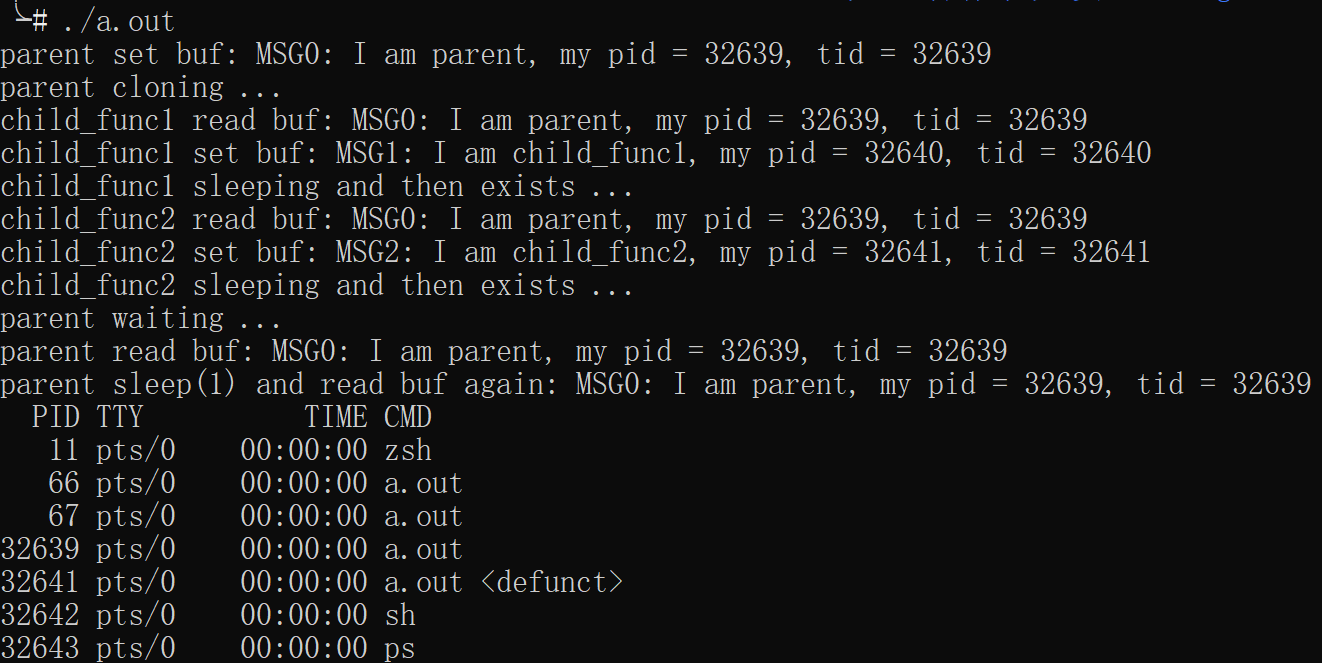 ╰─# ./a.out
parent set buf: MSG0: I am parent, my pid = 32639, tid = 32639
parent cloning ...
child_func1 read buf: MSG0: I am parent, my pid = 32639, tid = 32639
child_func1 set buf: MSG1: I am child_func1, my pid = 32640, tid = 32640
child_func1 sleeping and then exists ...
child_func2 read buf: MSG0: I am parent, my pid = 32639, tid = 32639
child_func2 set buf: MSG2: I am child_func2, my pid = 32641, tid = 32641
child_func2 sleeping and then exists ...
parent waiting ...
parent read buf: MSG0: I am parent, my pid = 32639, tid = 32639
parent sleep(1) and read buf again: MSG0: I am parent, my pid = 32639, tid = 32639
  PID TTY          TIME CMD
   11 pts/0    00:00:00 zsh
   66 pts/0    00:00:00 a.out
   67 pts/0    00:00:00 a.out
32639 pts/0    00:00:00 a.out
32641 pts/0    00:00:00 a.out <defunct>
32642 pts/0    00:00:00 sh
32643 pts/0    00:00:00 ps